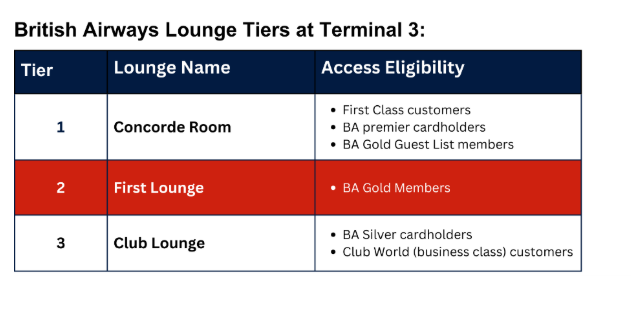 British Airways Lounge Tiers at Terminal 3:
Tier Lounge Name Access Eligibility
1 Concorde Room
• First Class customers
• BA premier cardholders
• BA Gold Guest List members
2 First Lounge
• BA Gold Members
3 Club Lounge
• BA Silver cardholders
• Club World (business class) customers